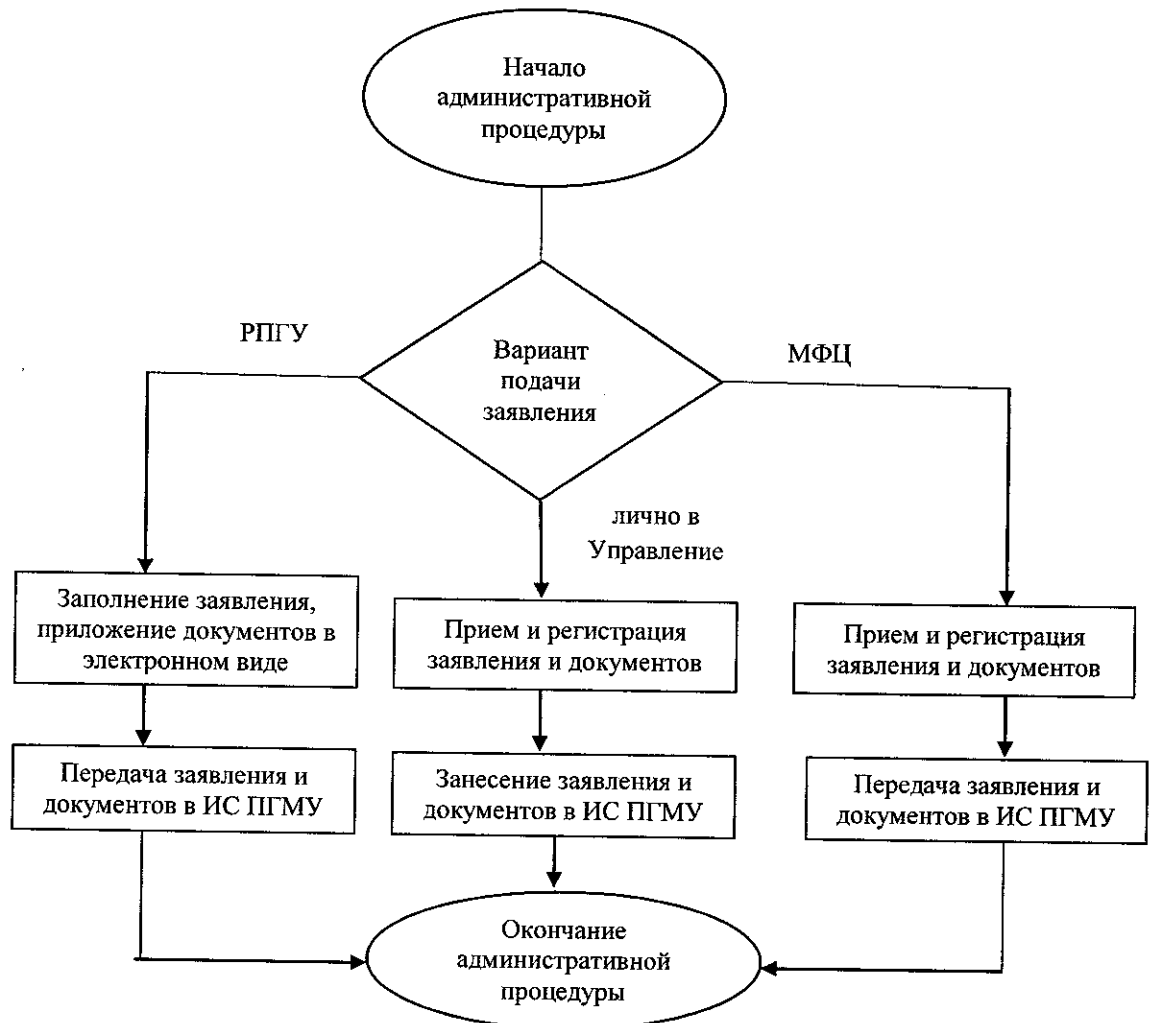 Начало
административной
процедуры
РПГУ
Вариант
подачи
заявления
МФЦ
лично в
Управление
Заполнение заявления,
приложение документов в
электронном виде
Прием и регистрация
заявления и документов
Прием и регистрация
заявления и документов
Передача заявления и
документов в ИС ПГМУ
Занесение заявления и
документов в ИС ПГМУ
Передача заявления и
документов в ИС ПГМУ
Окончание
административной
процедуры